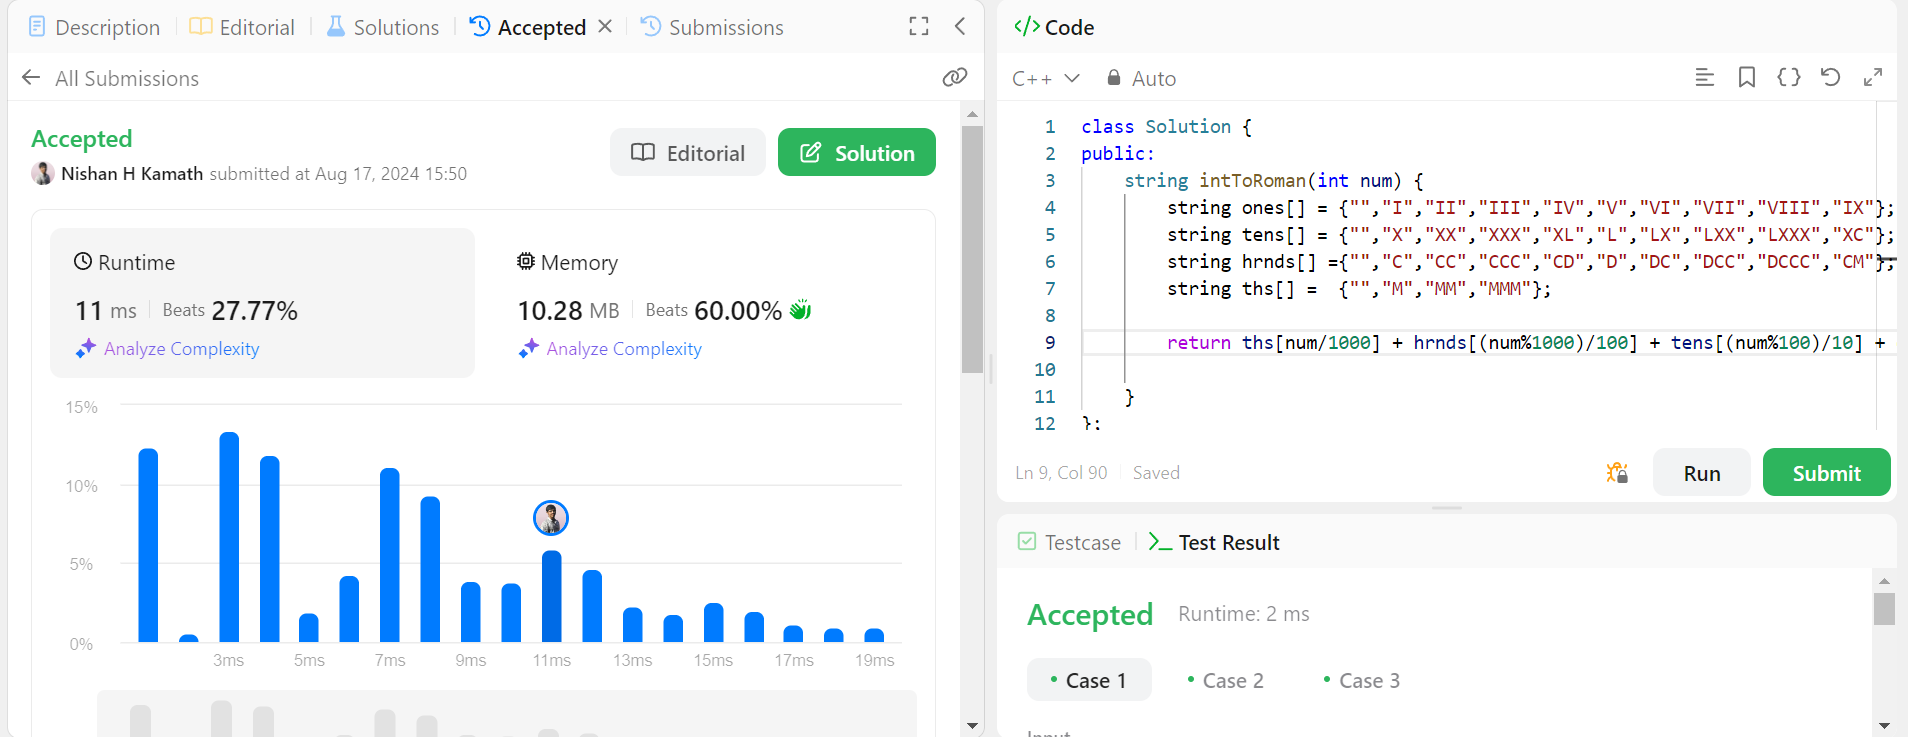 Description Editorial Solutions Accepted Submissions
All Submissions
Accepted
Nishan H Kamath submitted at Aug 17, 2024 15:50
Editorial
Solution
Runtime
11 ms Beats 27.77%
Analyze Complexity
Memory
10.28 MB Beats 60.00%
Analyze Complexity
15%
10%
5%
0%
3ms 5ms 7ms 9ms 11ms 13ms 15ms 17ms 19ms
</> Code
C++ Auto
1 class Solution {
2 public:
3 string intToRoman(int num) {
4 string ones[] = {"","I","II","III","IV","V","VI","VII","VIII","IX"};
5 string tens[] = {"","X","XX","XXX","XL","L","LX","LXX","LXXX","XC"};
6 string hrnds[] ={"","C","CC","CCC","CD","D","DC","DCC","DCCC","CM"};
7 string ths[] = {"","M","MM","MMM"};
8
9 return ths[num/1000] + hrnds[(num%1000)/100] + tens[(num%100)/10] +
10
11 }
12 };
Ln 9, Col 90 Saved
Run
Submit
Testcase >_ Test Result
Accepted Runtime: 2 ms
• Case 1 • Case 2 • Case 3
Input